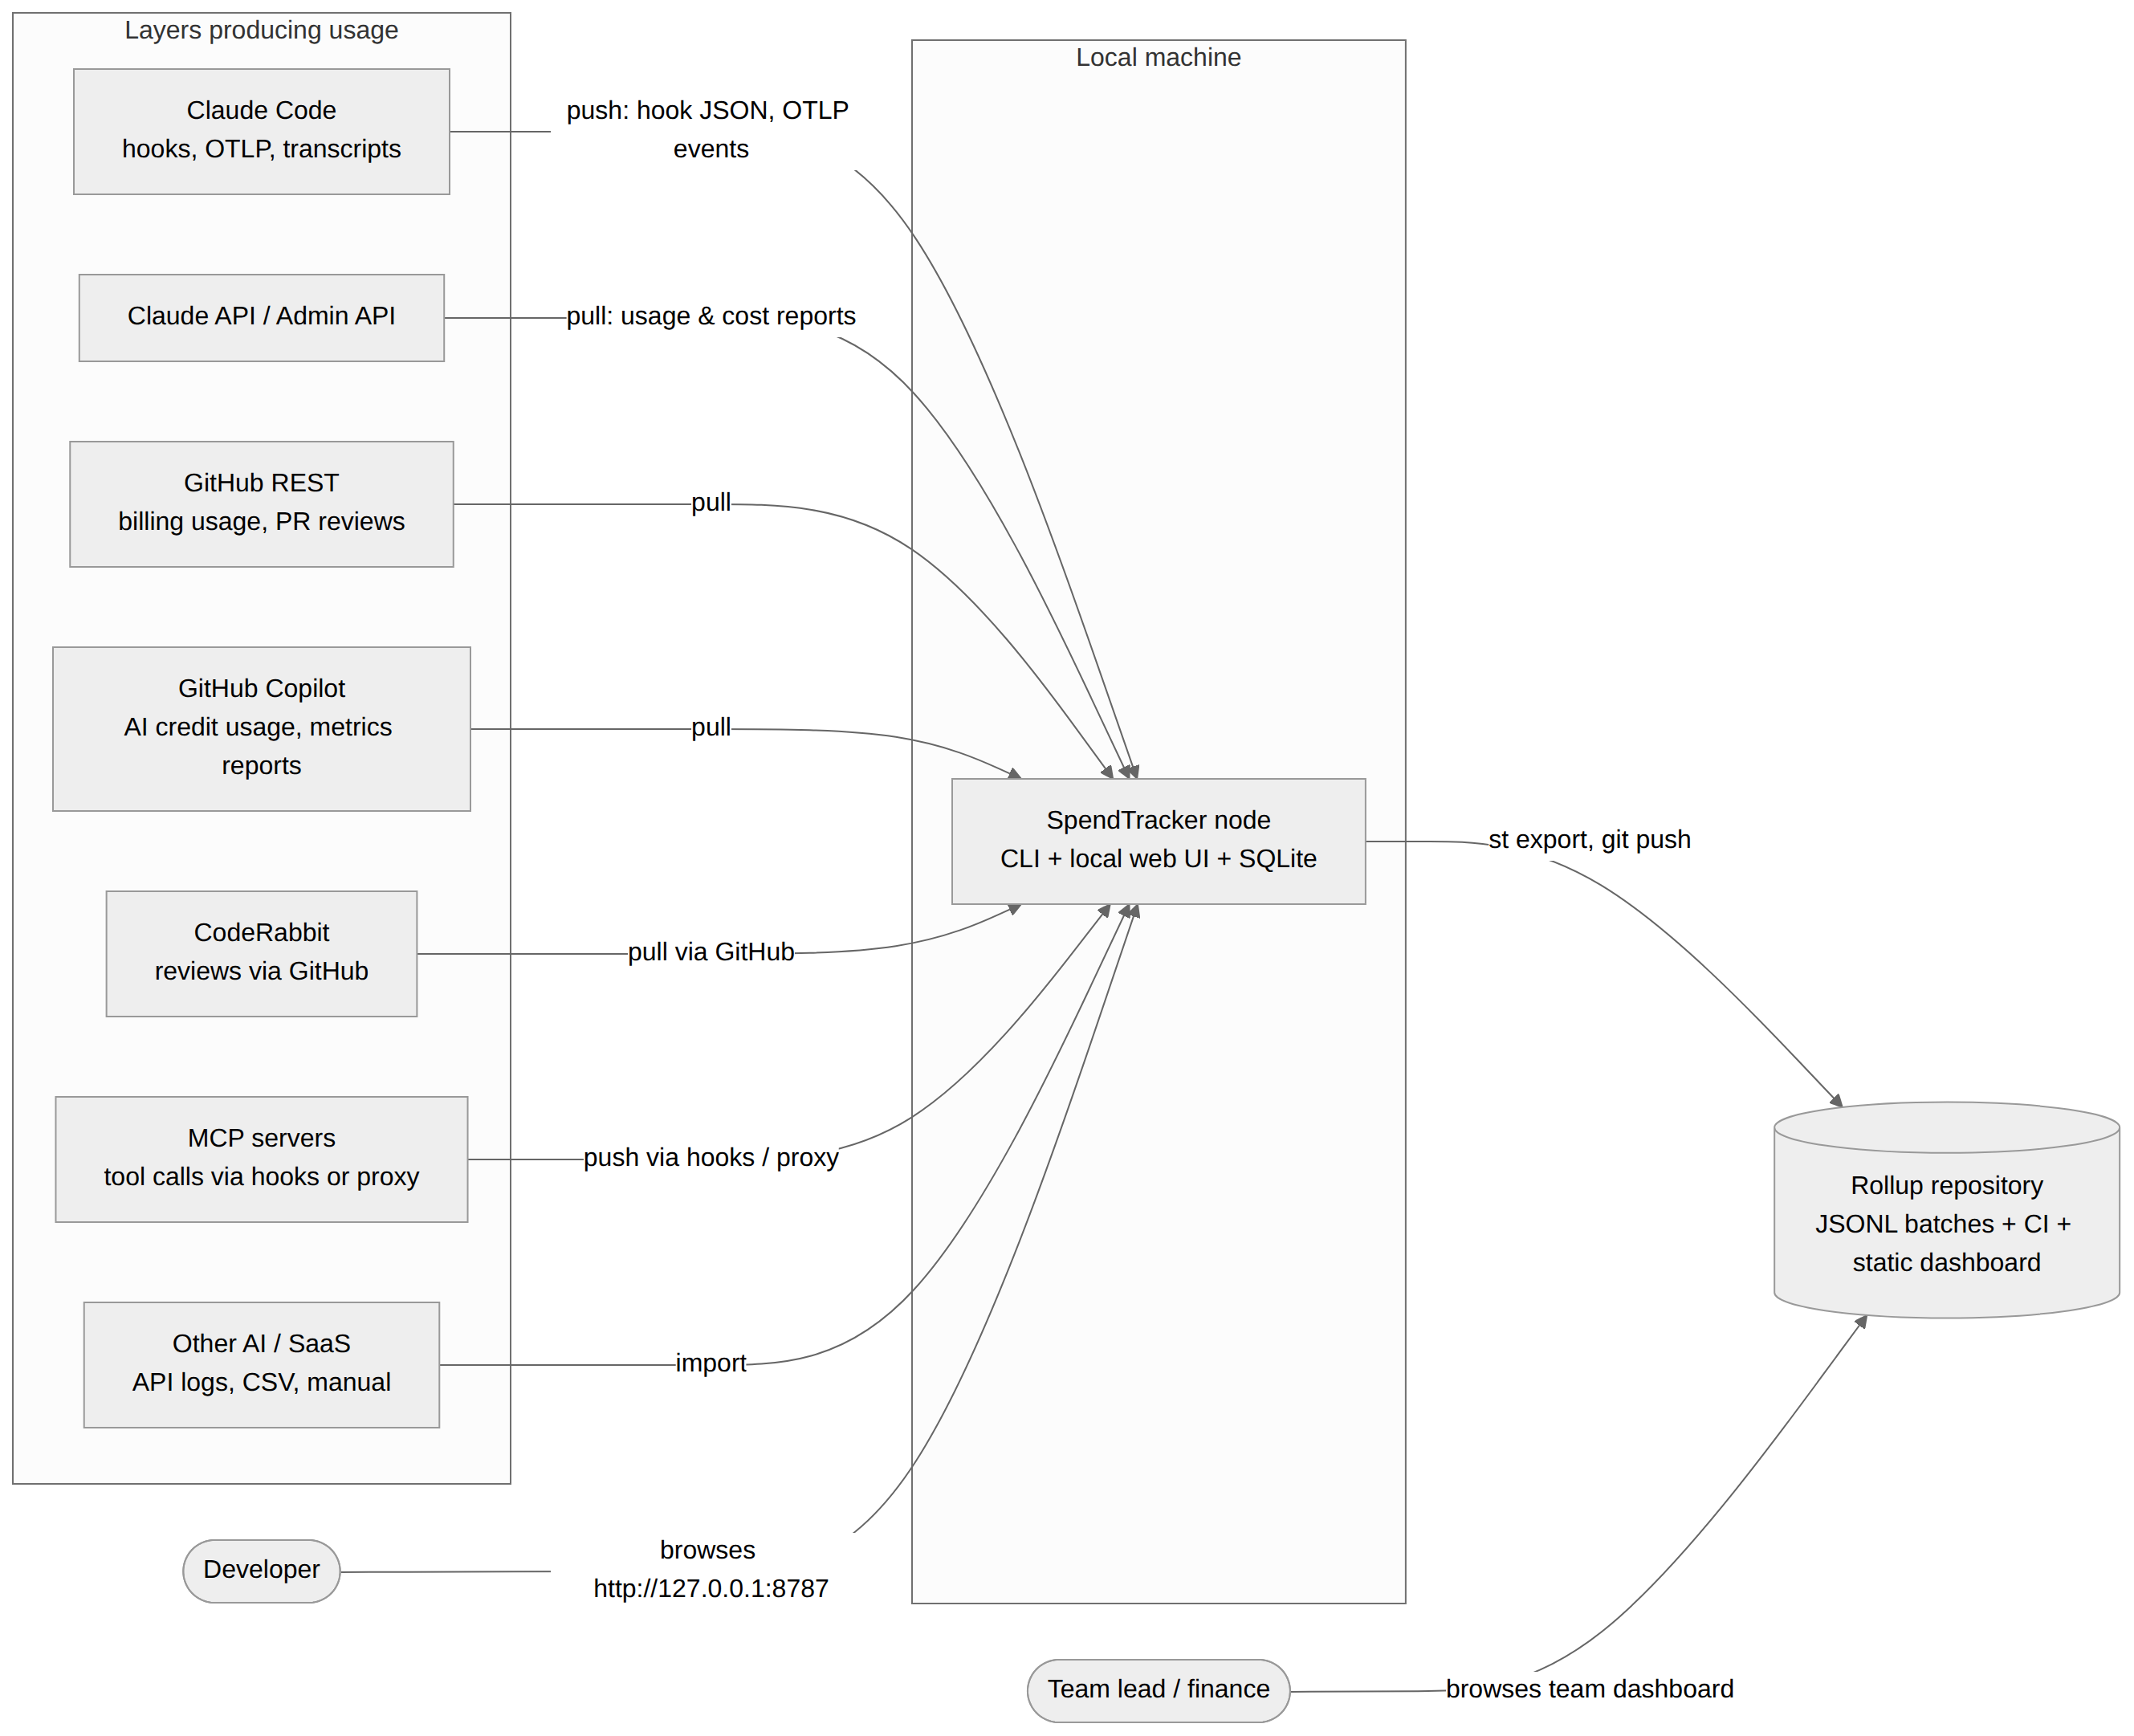 Layers producing usage
Claude Code
hooks, OTLP, transcripts
push: hook JSON, OTLP
events
Claude API / Admin API
pull: usage & cost reports
GitHub REST
billing usage, PR reviews
pull
GitHub Copilot
AI credit usage, metrics
reports
pull
CodeRabbit
reviews via GitHub
pull via GitHub
MCP servers
tool calls via hooks or proxy
push via hooks / proxy
Other AI / SaaS
API logs, CSV, manual
import
Developer
browses
http://127.0.0.1:8787
Local machine
SpendTracker node
CLI + local web UI + SQLite
st export, git push
Rollup repository
JSONL batches + CI +
static dashboard
Team lead / finance
browses team dashboard